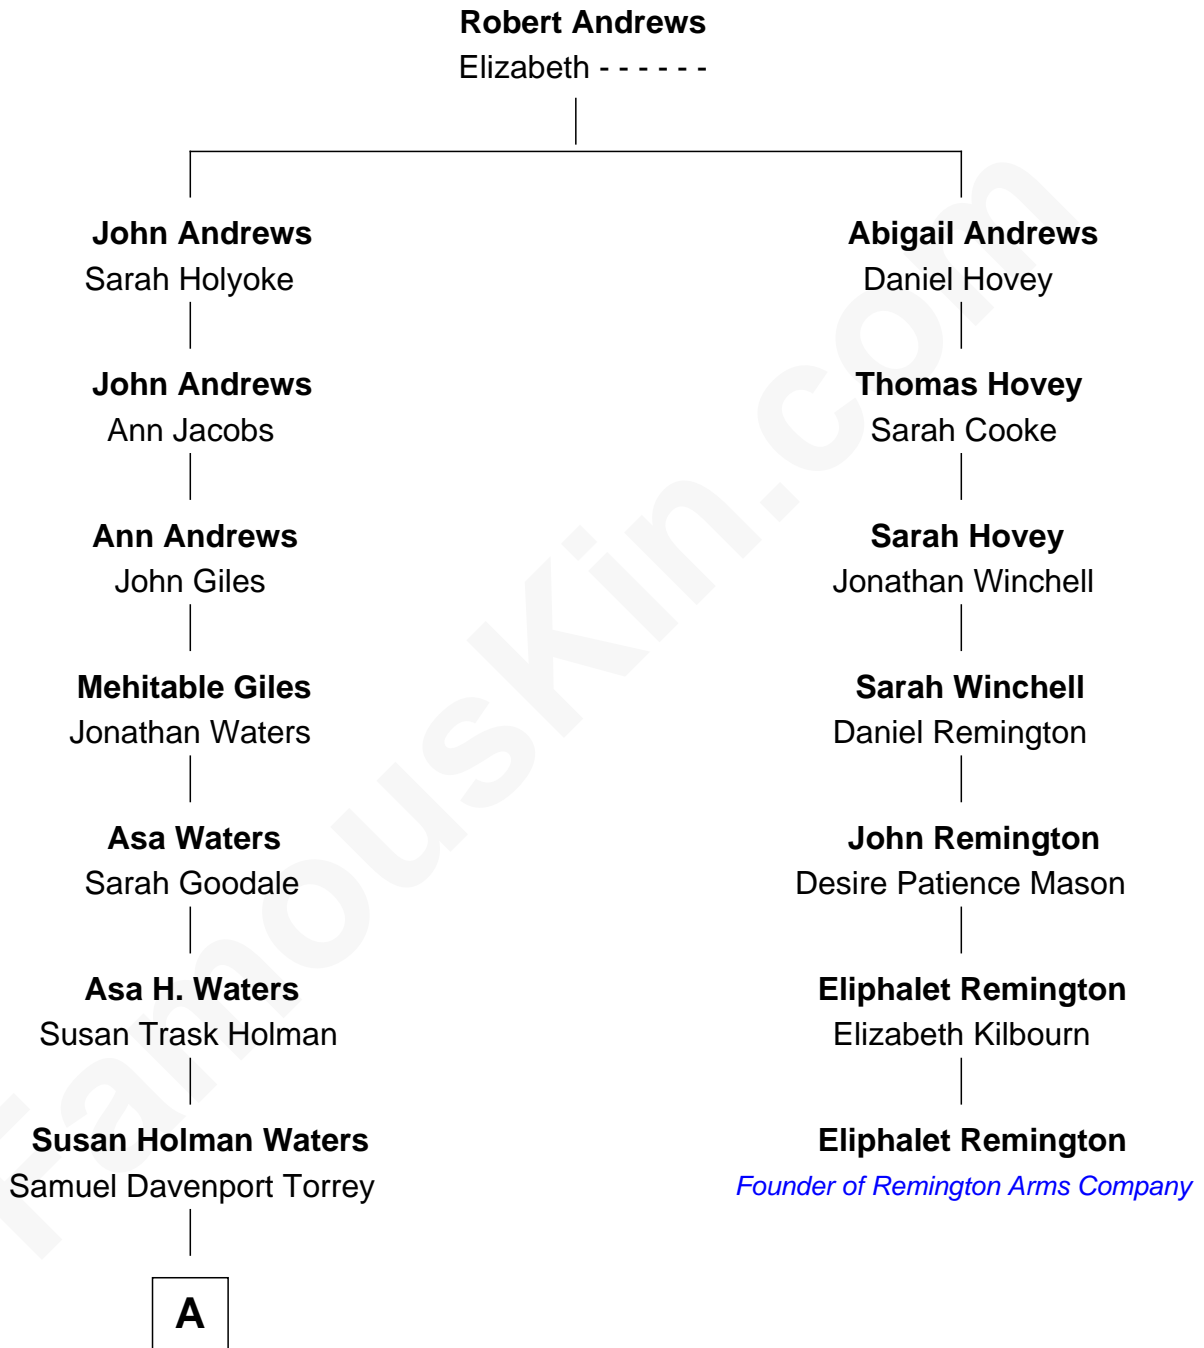 Robert Andrews
Elizabeth - - - - - -
John Andrews
Sarah Holyoke
Abigail Andrews
Daniel Hovey
John Andrews
Ann Jacobs
Thomas Hovey
Sarah Cooke
Ann Andrews
John Giles
Sarah Hovey
Jonathan Winchell
Mehitable Giles
Jonathan Waters
Sarah Winchell
Daniel Remington
Asa Waters
Sarah Goodale
John Remington
Desire Patience Mason
Asa H. Waters
Susan Trask Holman
Eliphalet Remington
Elizabeth Kilbourn
Susan Holman Waters
Samuel Davenport Torrey
Eliphalet Remington
Founder of Remington Arms Company
A
FamousKin.com